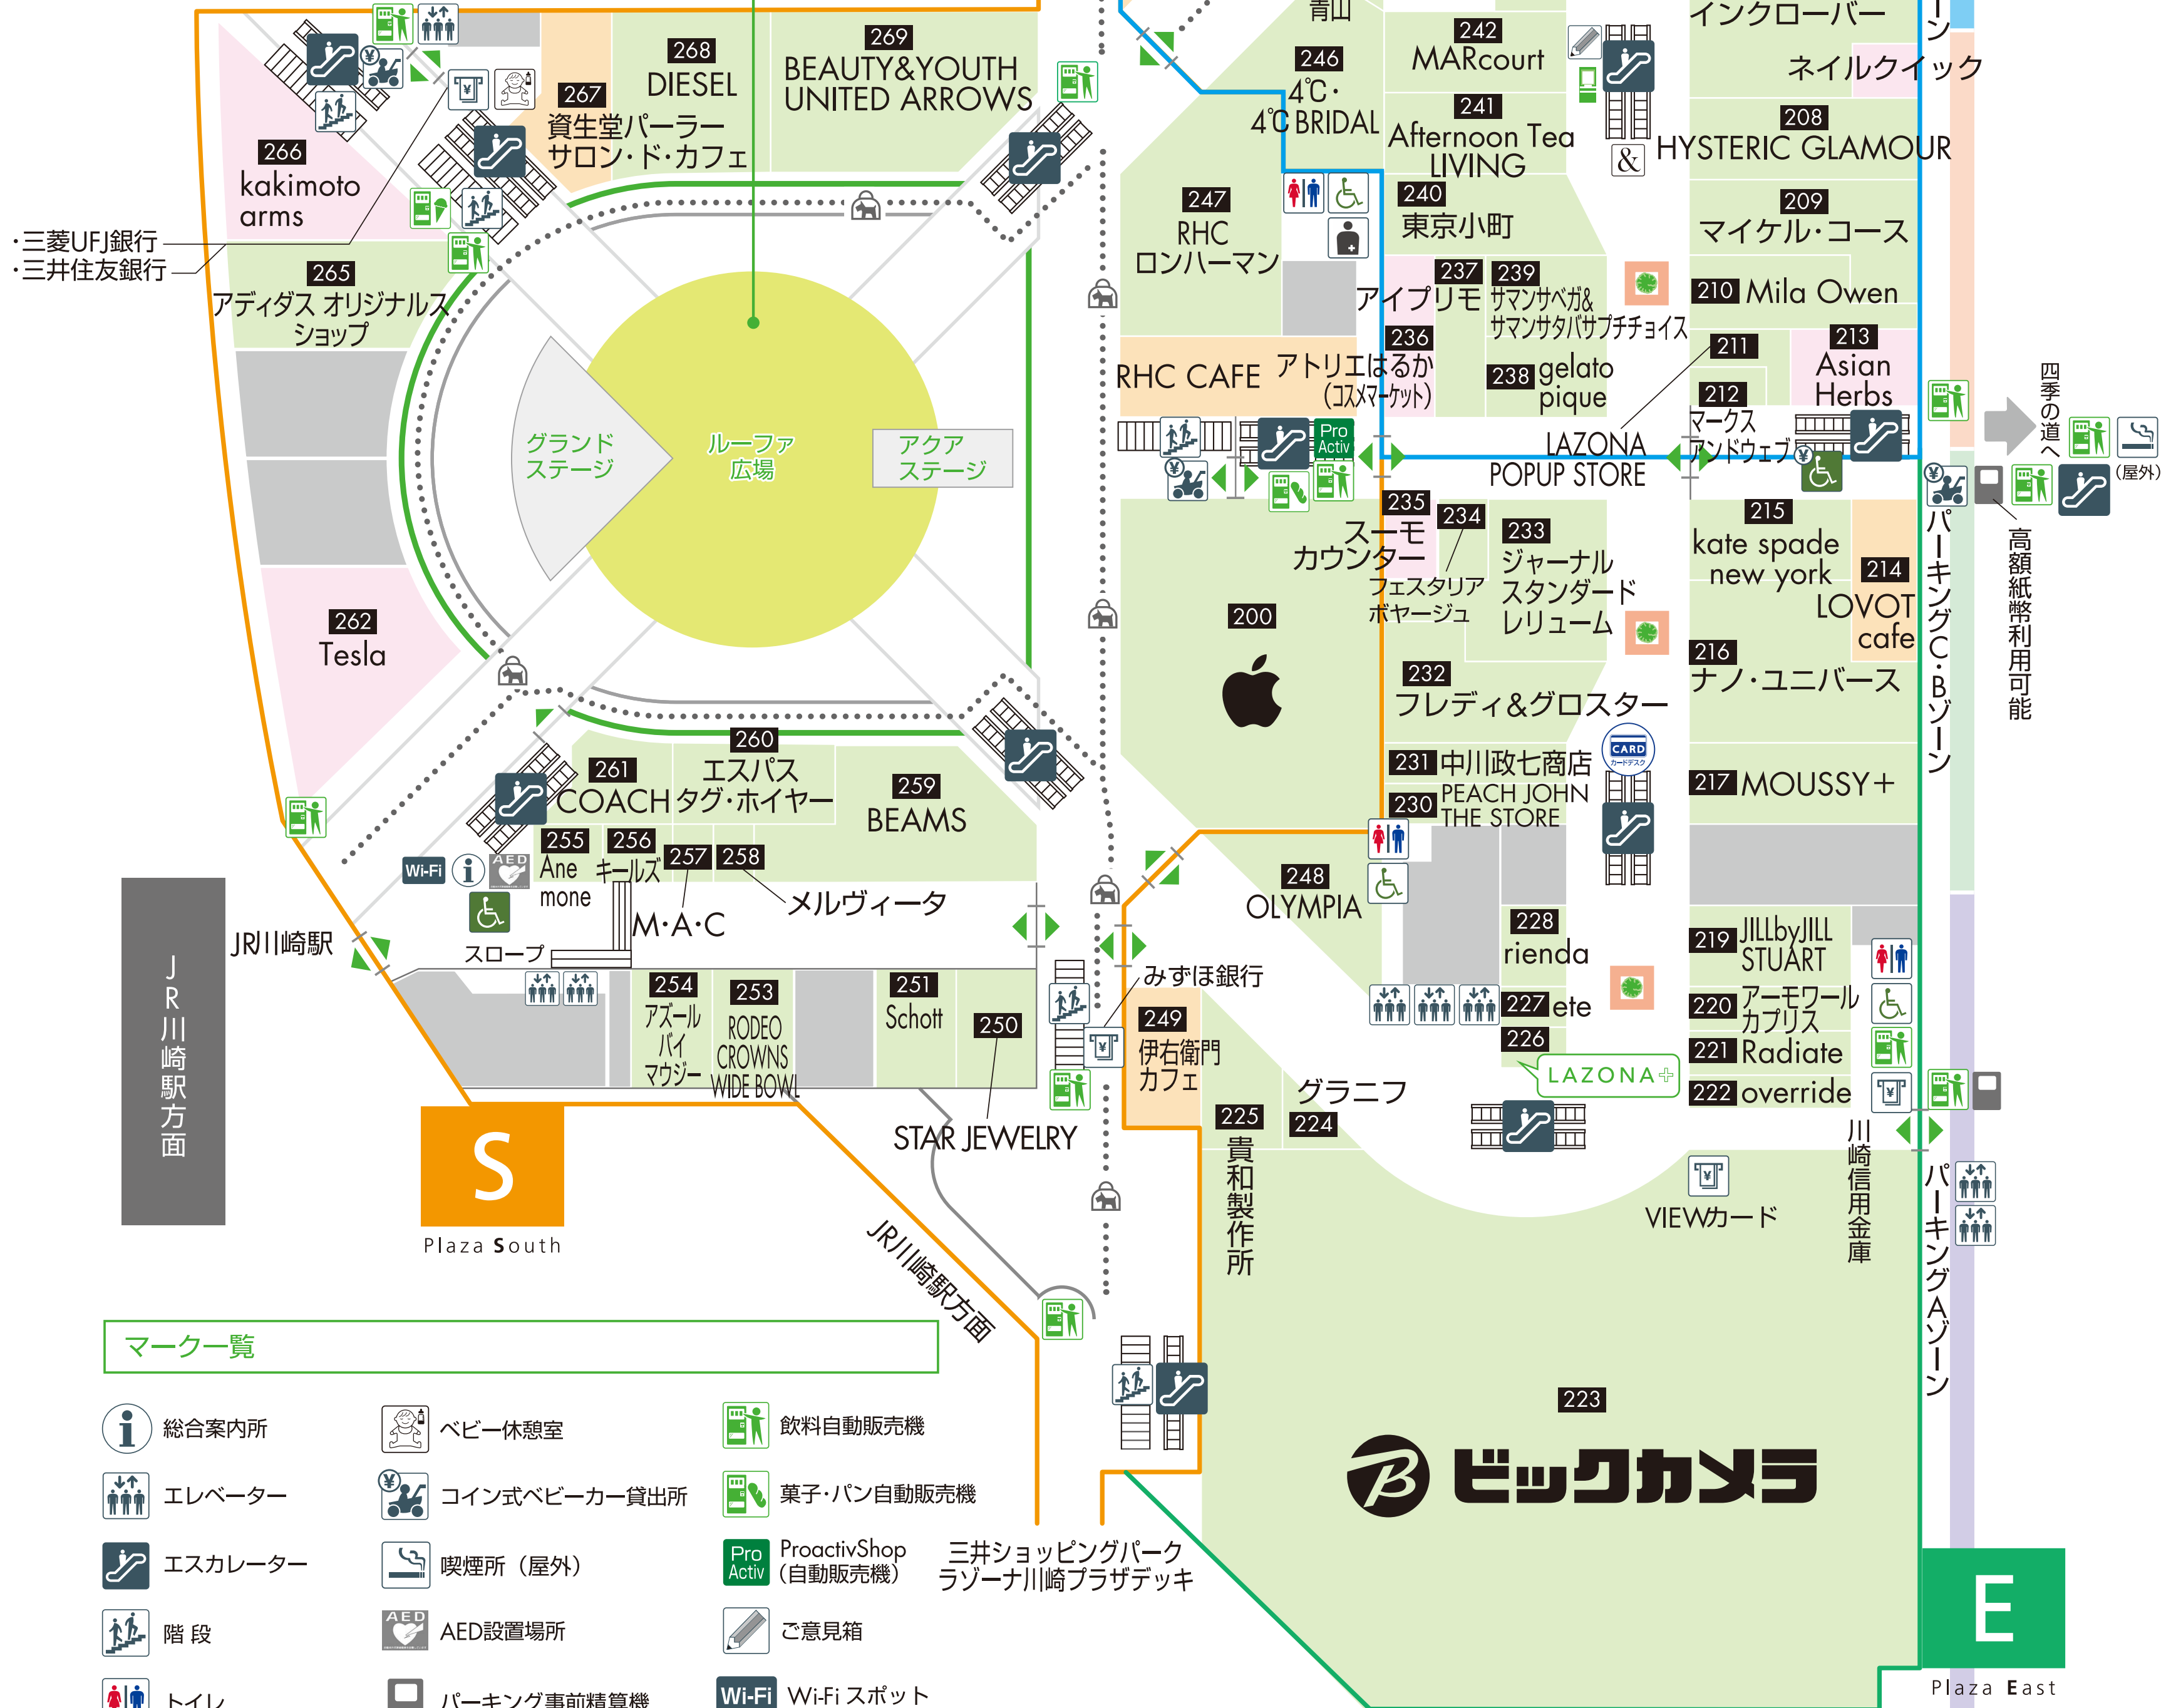 青山
インクローバー
ーン
268
DIESEL
269
BEAUTY&YOUTH
UNITED ARROWS
267
資生堂パーラー
サロン・ド・カフェ
266
kakimoto
arms
・三菱UFJ銀行
・三井住友銀行
265
アディダス オリジナルス
ショップ
242
MARcourt
246
4℃・
4℃ BRIDAL
241
Afternoon Tea
LIVING
ネイルクイック
208
HYSTERIC GLAMOUR
&
247
RHC
ロンハーマン
240
東京小町
209
マイケル・コース
237
アイプリモ
239
サマンサベガ&
サマンサタバサプチチョイス
210 Mila Owen
236
アトリエはるか
(コスメマーケット)
238 gelato
pique
211
213
Asian
Herbs
212
マークス
アンドウェブ
RHC CAFE
LAZONA
POPUP STORE
Pro
Activ
四季の道へ
(屋外)
高額紙幣利用可能
パーキングC・Bゾーン
グランド
ステージ
ルーファ
広場
アクア
ステージ
262
Tesla
200
235
スーモ
カウンター
234
フェスタリア
ボヤージュ
233
ジャーナル
スタンダード
レリューム
215
kate spade
new york
214
LOVOT
cafe
216
ナノ・ユニバース
232
フレディ&グロスター
231 中川政七商店
CARD
カードデスク
230 PEACH JOHN
THE STORE
217 MOUSSY+
261
COACH
260
エスパス
タグ・ホイヤー
259
BEAMS
255
Ane
mone
256
キールズ
257
M・A・C
258
メルヴィータ
Wi-Fi
AED
スロープ
JR川崎駅
JR川崎駅方面
248
OLYMPIA
228
rienda
227 ete
226
LAZONA+
219 JILLbyJILL
STUART
220 アーモワール
カプリス
221 Radiate
222 override
254
アズール
バイ
マウジー
253
RODEO
CROWNS
WIDE BOWL
251
Schott
250
STAR JEWELRY
みずほ銀行
249
伊右衛門
カフェ
225
貴和製作所
グラニフ
224
VIEWカード
川崎信用金庫
パーキングAゾーン
S
Plaza South
JR川崎駅方面
223
ビックカメラ
三井ショッピングパーク
ラゾーナ川崎プラザデッキ
E
Plaza East
マーク一覧
総合案内所
ベビー休憩室
飲料自動販売機
エレベーター
コイン式ベビーカー貸出所
菓子・パン自動販売機
エスカレーター
喫煙所（屋外）
Pro
Activ
ProactivShop
(自動販売機)
階 段
AED
AED設置場所
ご意見箱
トイレ
パーキング事前精算機
Wi-Fi
Wi-Fi スポット